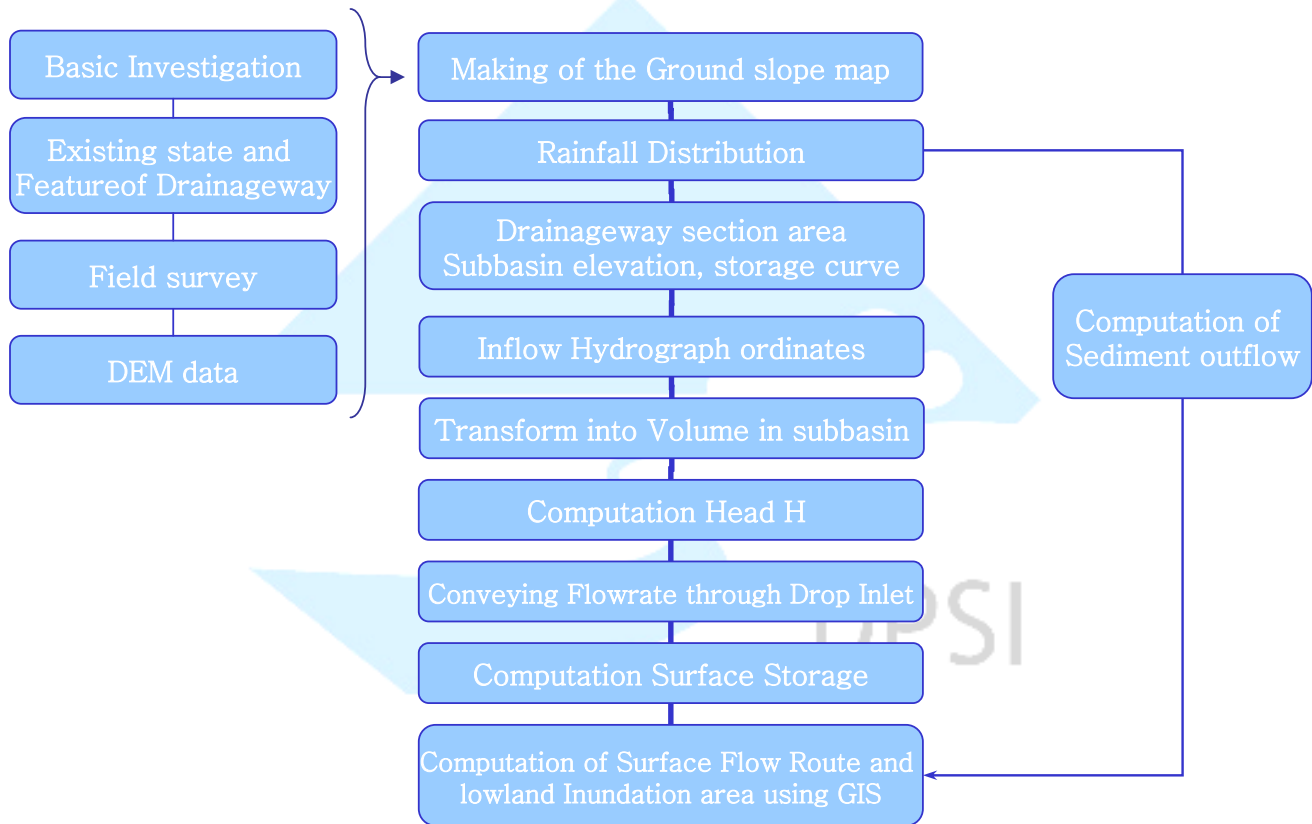 Basic Investigation
Existing state and
Featureof Drainageway
Field survey
DEM data
Making of the Ground slope map
Rainfall Distribution
Drainageway section area
Subbasin elevation, storage curve
Inflow Hydrograph ordinates
Transform into Volume in subbasin
Computation Head H
Conveying Flowrate through Drop Inlet
Computation Surface Storage
Computation of Surface Flow Route and
lowland Inundation area using GIS
Computation of
Sediment outflow
DPSI